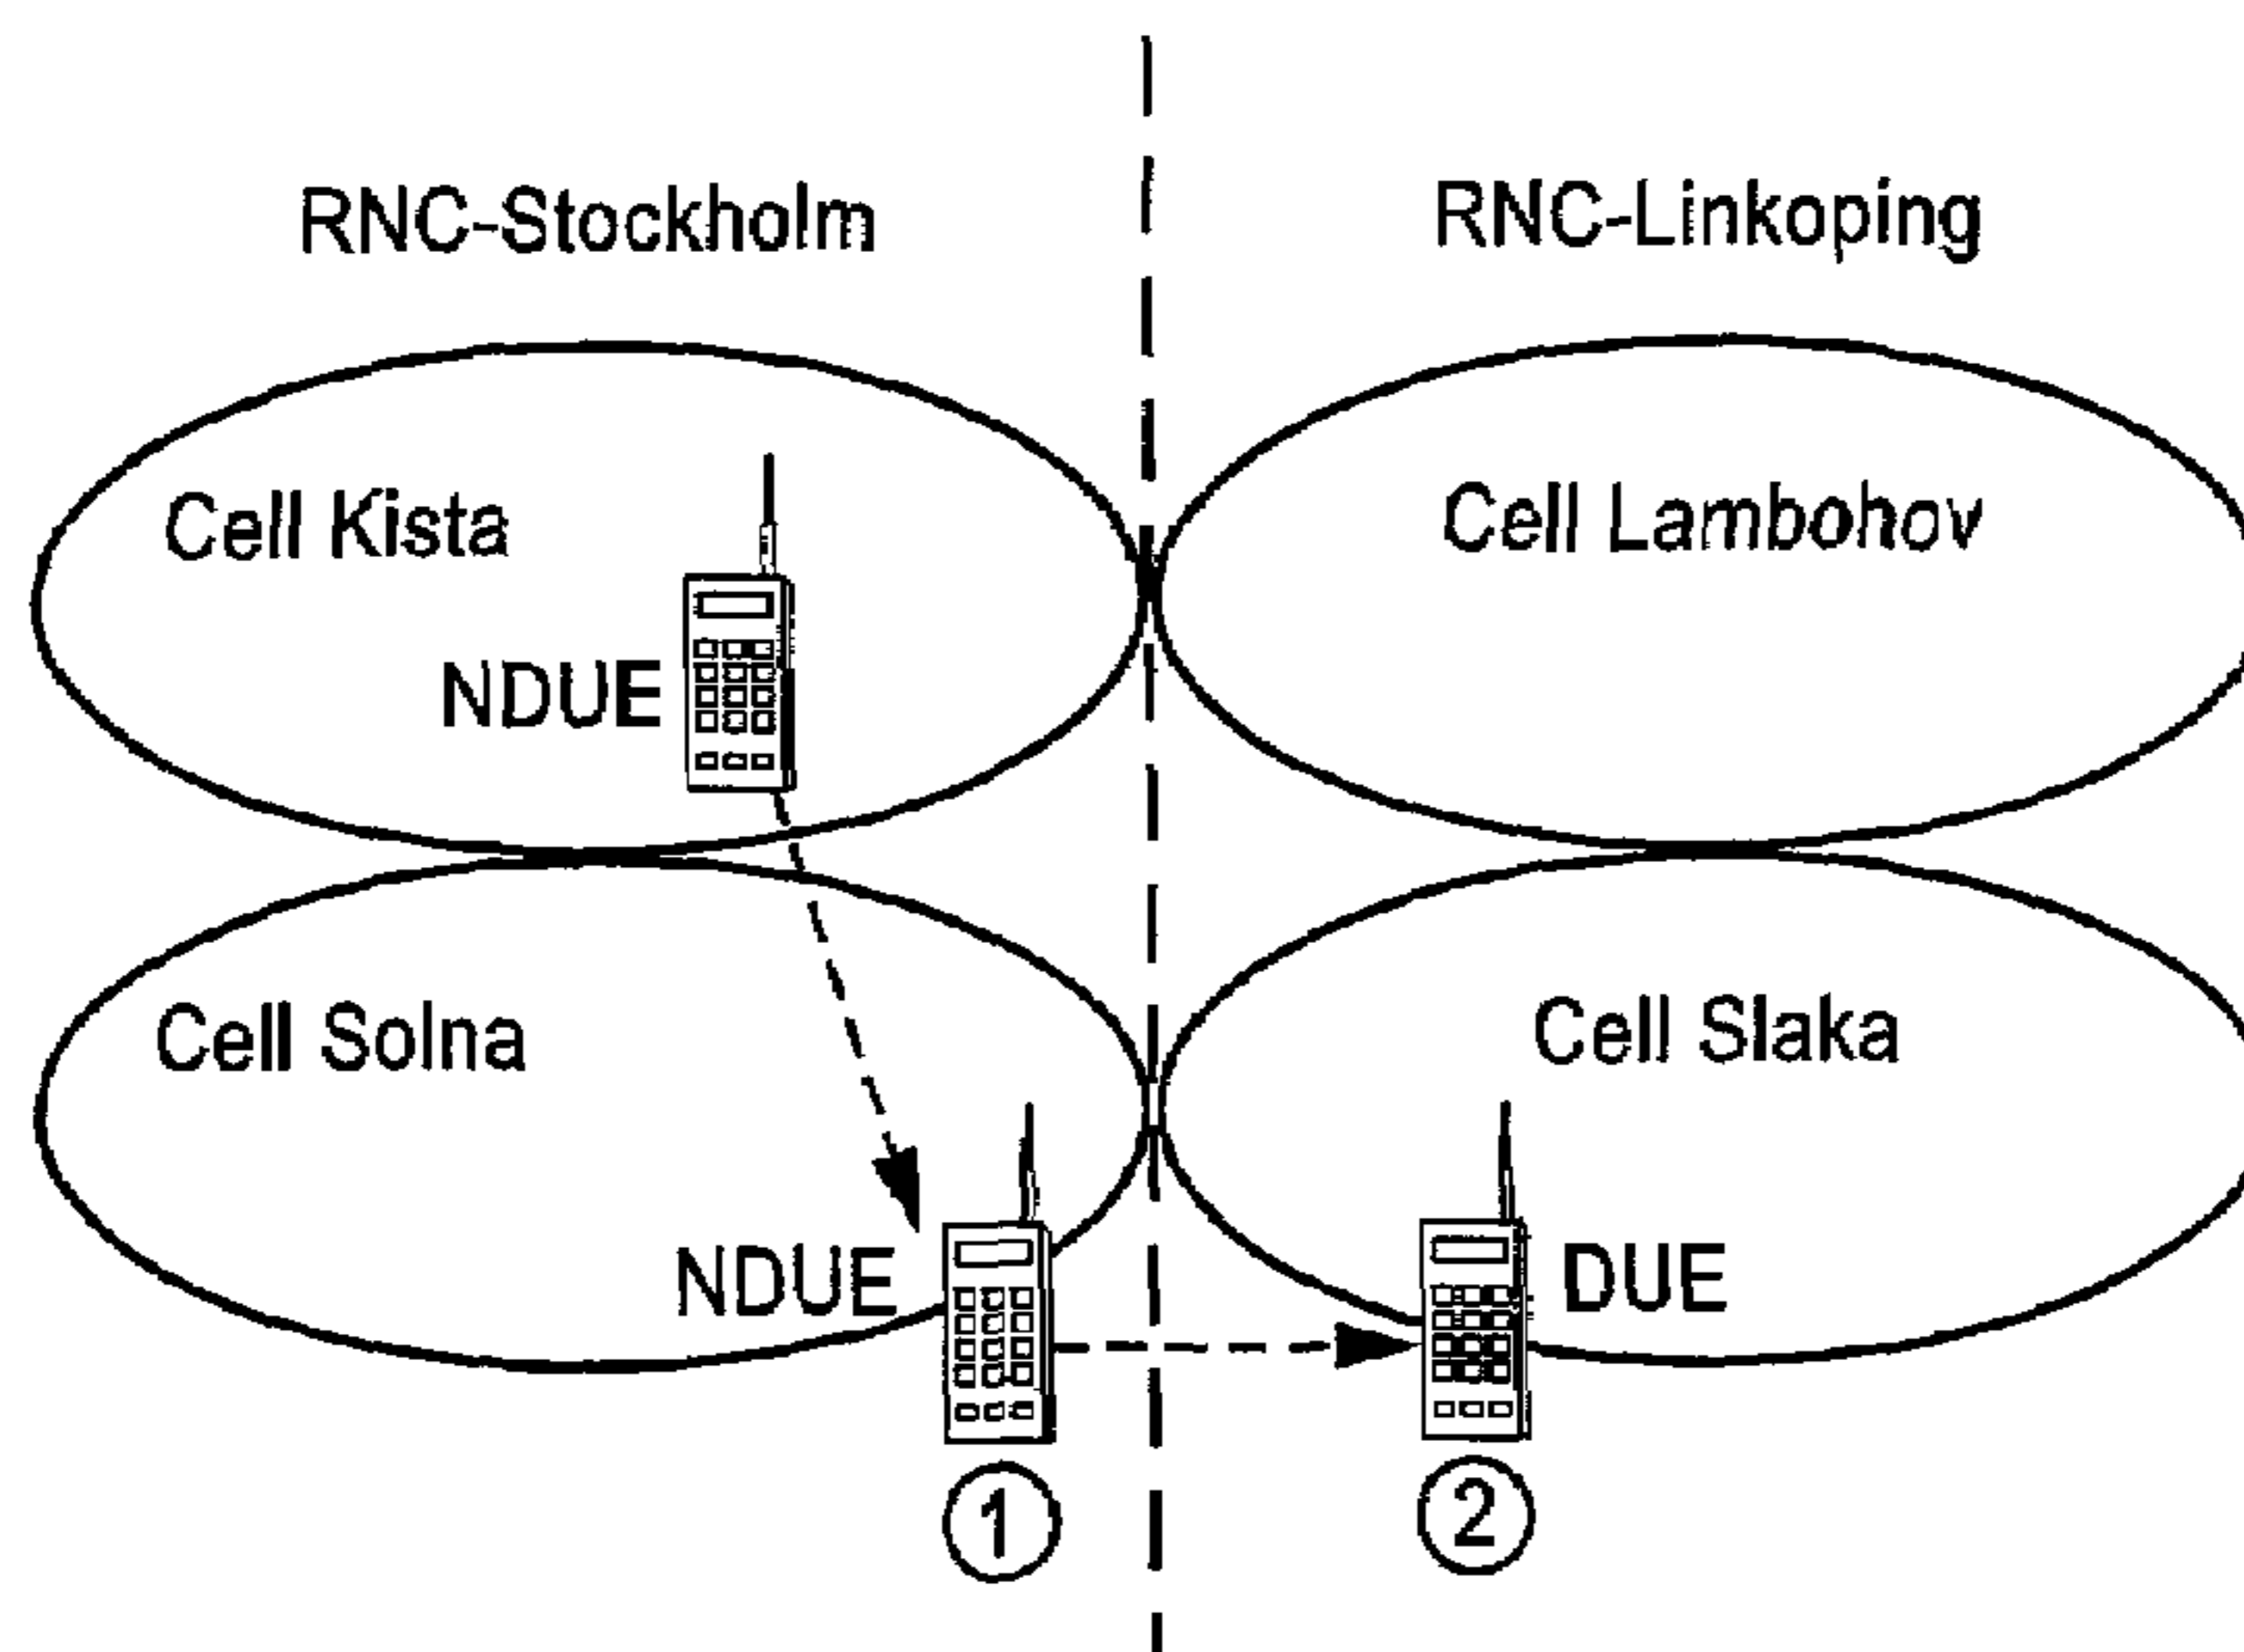 RNC-Stockholm
RNC-Linkoping
Cell Kista
Cell Lambohov
NDUE
Cell Solna
Cell Slaka
NDUE
DUE
1
2